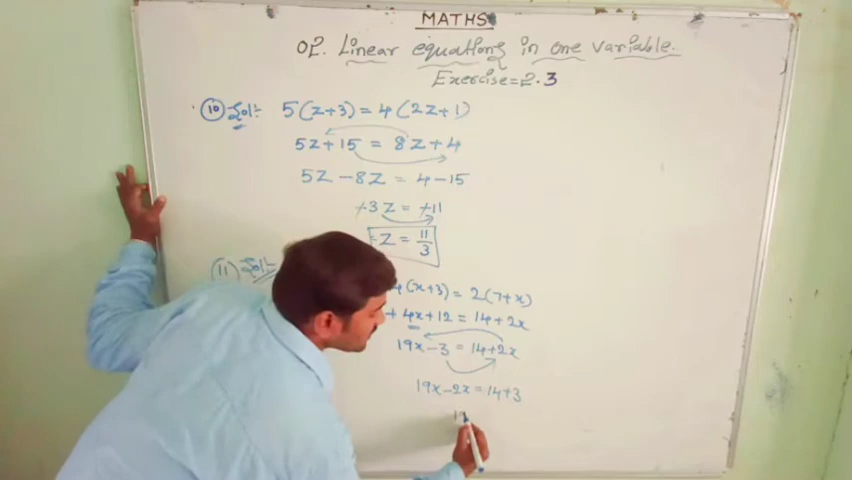 MATHS
02. Linear equations in one variable.
Exercise=2.3
10 5(z+3)=4(2z+1)
5z+15 = 8z+4
5z-8z = 4-15
-3z = -11
z = 11/3
11 4(x+3)=2(7+x)
+ 4x+12 = 14+2x
19x-3 = 14+2x
19x-2x=14+3